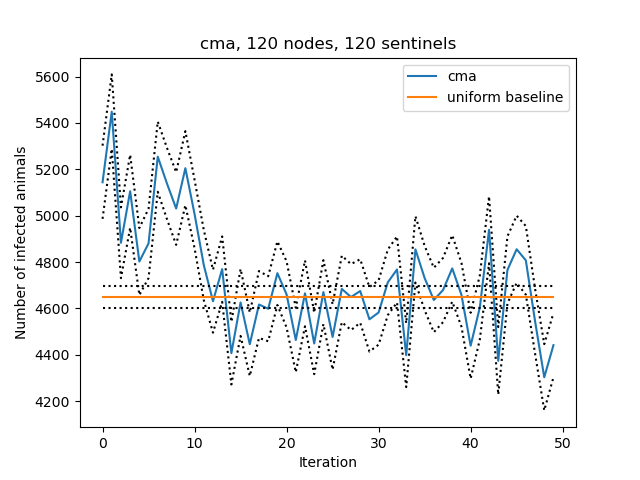 cma, 120 nodes, 120 sentinels
cma
uniform baseline
Number of infected animals
5600
5400
5200
5000
4800
4600
4400
4200
0
10
20
30
40
50
Iteration